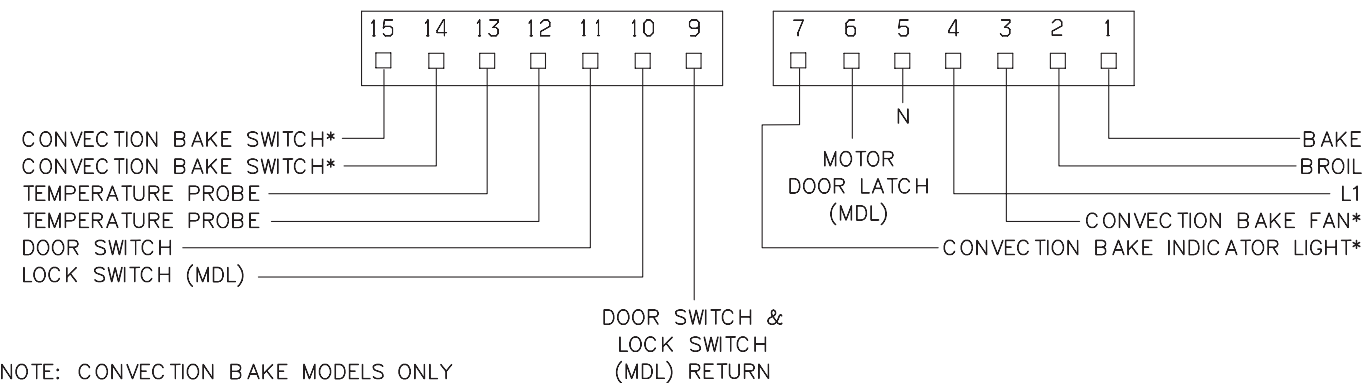 15 14 13 12 11 10 9 7 6 5 4 3 2 1
N
CONVECTION BAKE SWITCH*
CONVECTION BAKE SWITCH*
TEMPERATURE PROBE
TEMPERATURE PROBE
DOOR SWITCH
LOCK SWITCH (MDL)
DOOR SWITCH &
LOCK SWITCH
(MDL) RETURN
MOTOR
DOOR LATCH
(MDL)
BAKE
BROIL
L1
CONVECTION BAKE FAN*
CONVECTION BAKE INDICATOR LIGHT*
NOTE: CONVECTION BAKE MODELS ONLY